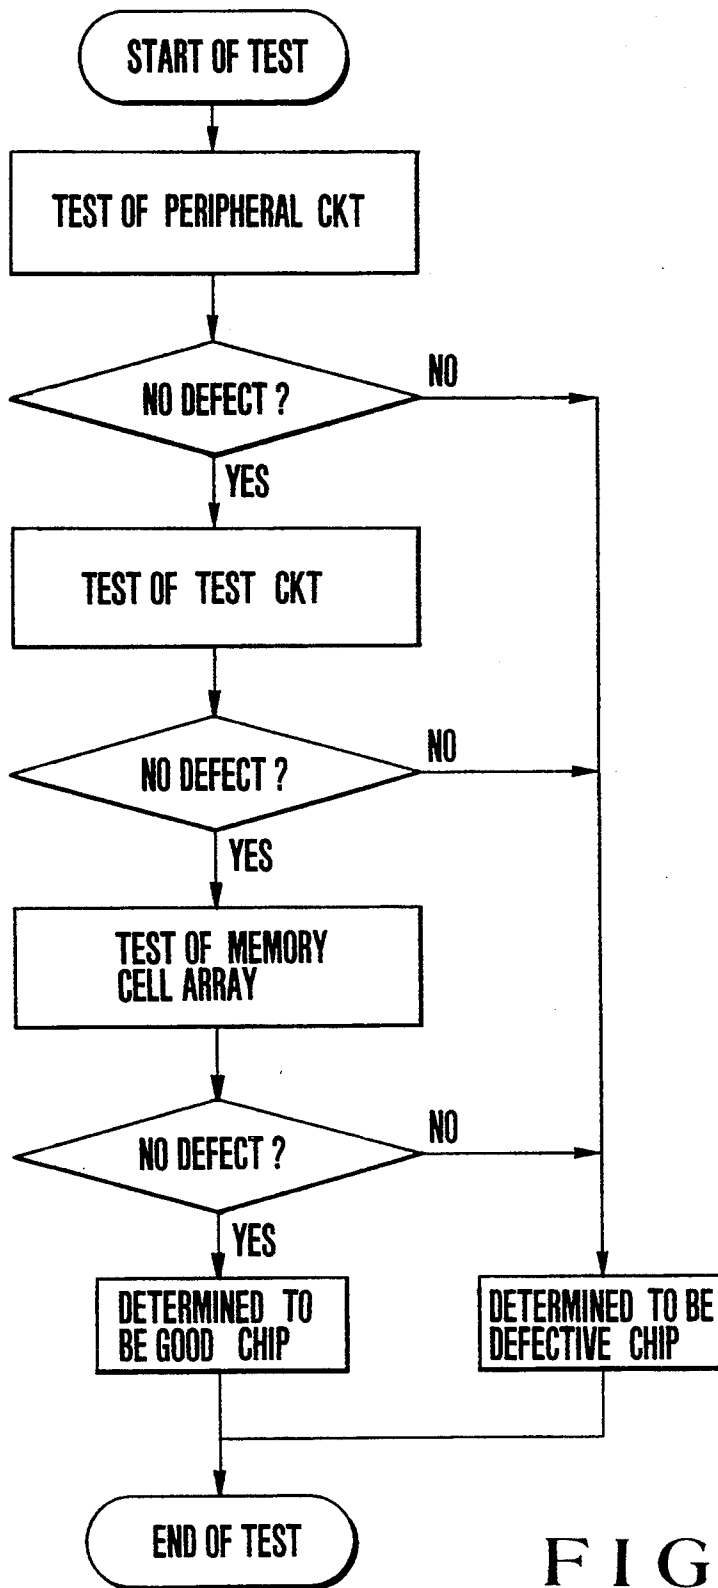 START OF TEST
TEST OF PERIPHERAL CKT
NO DEFECT ?
NO
YES
TEST OF TEST CKT
NO DEFECT ?
NO
YES
TEST OF MEMORY
CELL ARRAY
NO DEFECT ?
NO
YES
DETERMINED TO
BE GOOD CHIP
DETERMINED TO BE
DEFECTIVE CHIP
END OF TEST
FIG